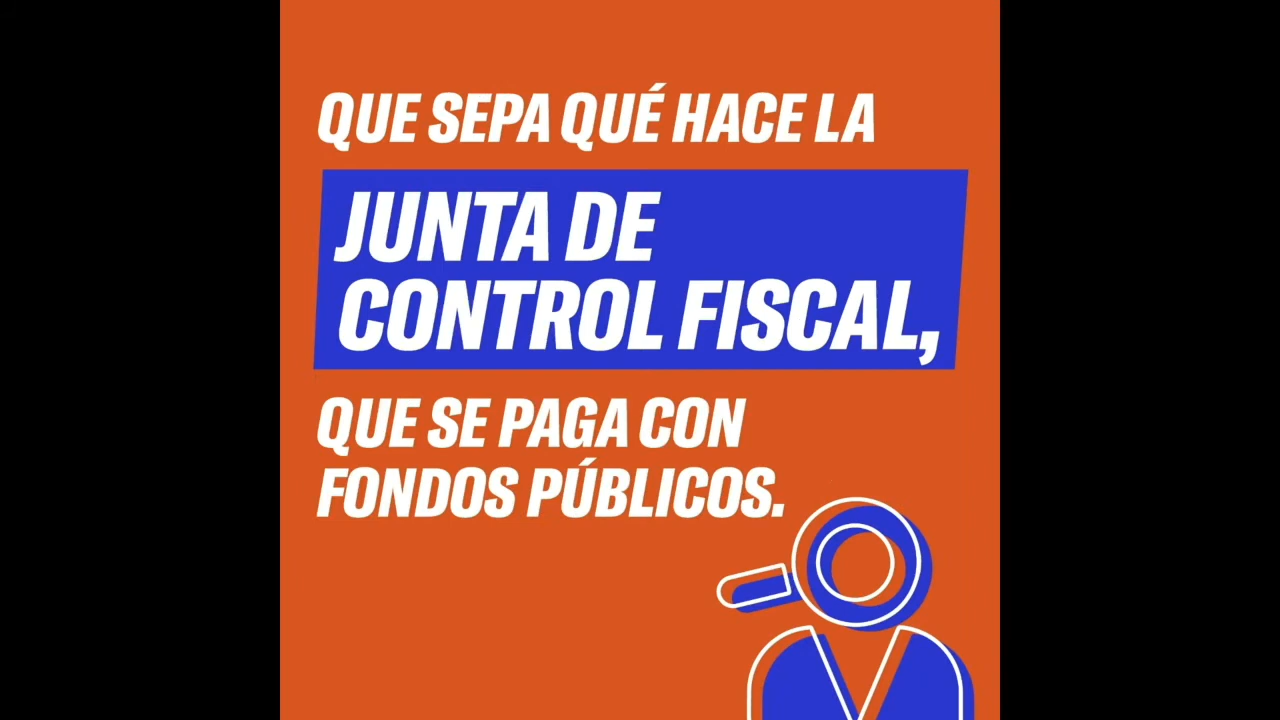 QUE SEPA QUÉ HACE LA
JUNTA DE
CONTROL FISCAL,
QUE SE PAGA CON
FONDOS PÚBLICOS.